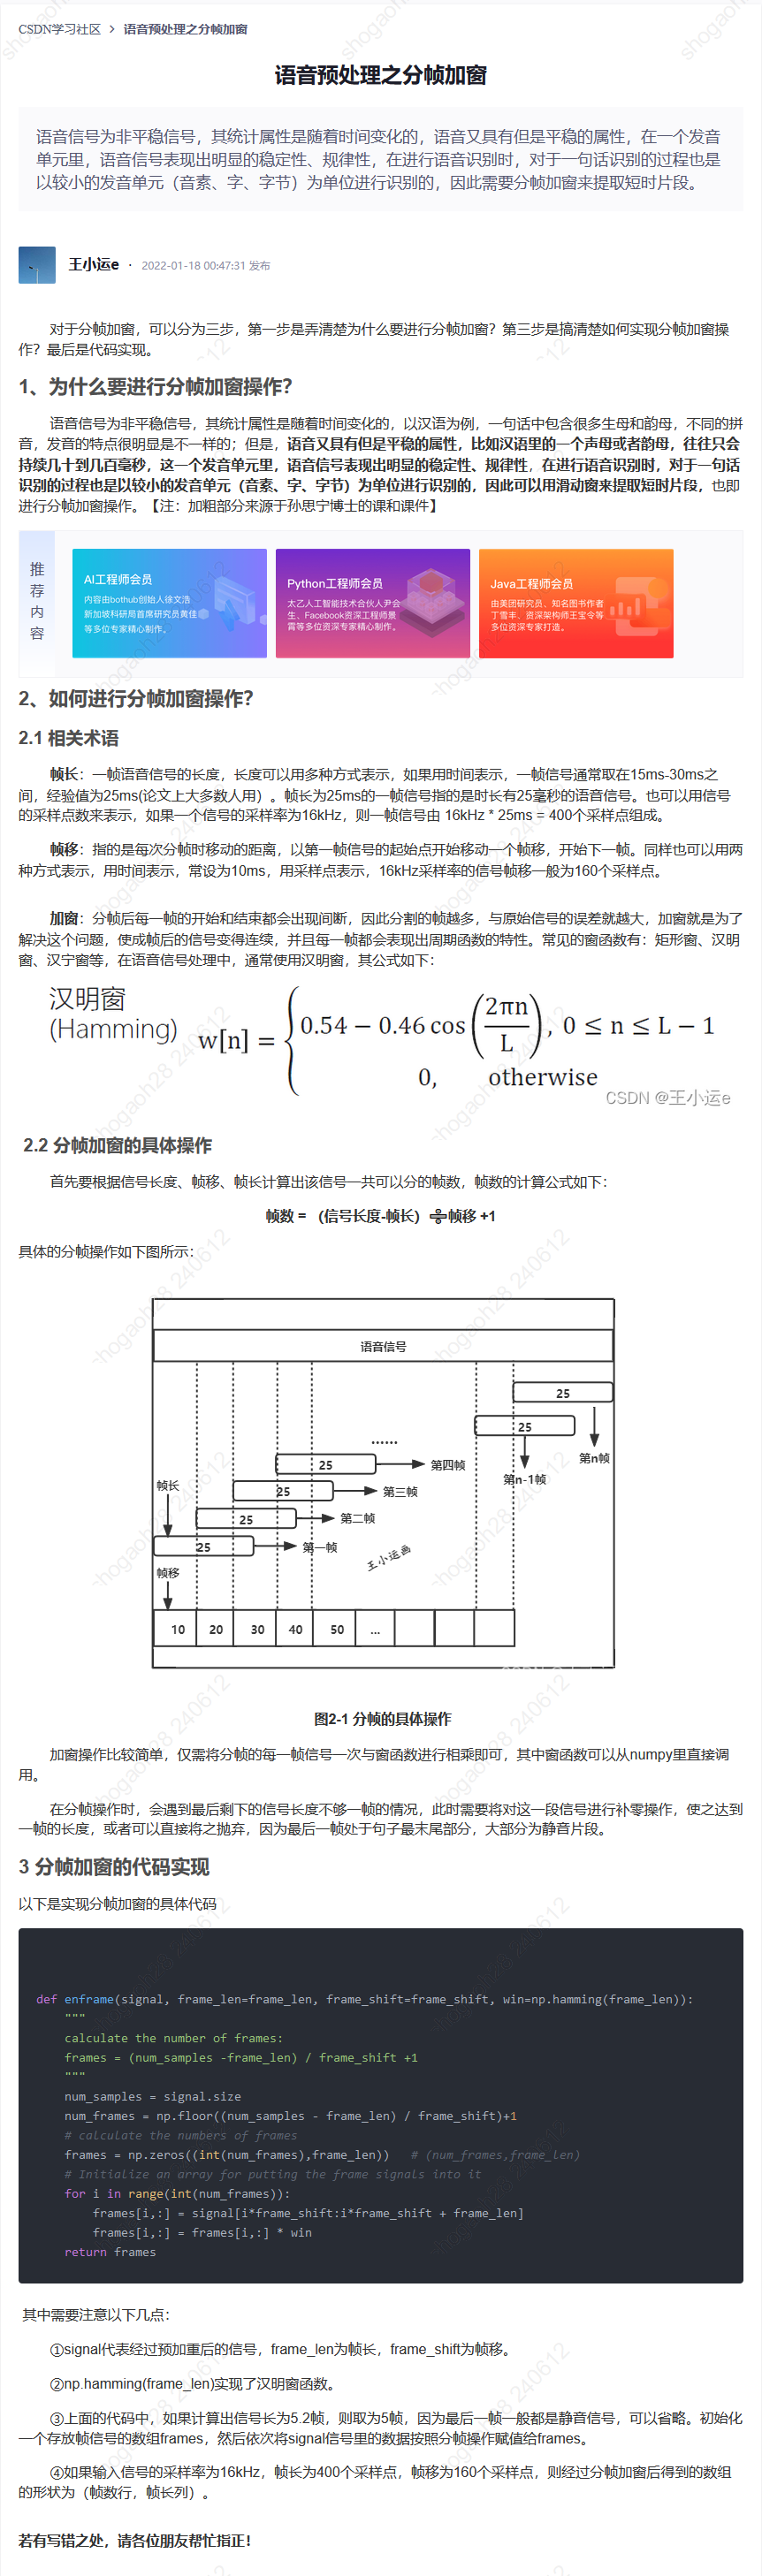 CSDN学习社区 > 语音预处理之分帧加窗
语音预处理之分帧加窗
语音信号为非平稳信号，其统计属性是随着时间变化的，语音又具有但是平稳的属性，在一个发音
单元里，语音信号表现出明显的稳定性、规律性，在进行语音识别时，对于一句话识别的过程也是
以较小的发音单元（音素、字、字节）为单位进行识别的，因此需要分帧加窗来提取短时片段。
王小运e · 2022-01-18 00:47:31 发布
对于分帧加窗，可以分为三步，第一步是弄清楚为什么要进行分帧加窗？第三步是搞清楚如何实现分帧加窗操
作？最后是代码实现。
1、为什么要进行分帧加窗操作？
语音信号为非平稳信号，其统计属性是随着时间变化的，以汉语为例，一句话中包含很多生母和韵母，不同的拼
音，发音的特点很明显是不一样的；但是，语音又具有但是平稳的属性，比如汉语里的一个声母或者韵母，往往只会
持续几十到几百毫秒，这一个发音单元里，语音信号表现出明显的稳定性、规律性，在进行语音识别时，对于一句话
识别的过程也是以较小的发音单元（音素、字、字节）为单位进行识别的，因此可以用滑动窗来提取短时片段，也即
进行分帧加窗操作。【注：加粗部分来源于孙思宁博士的课和课件】
推
荐
内
容
AI工程师会员
内容由bothub创始人徐文浩
新加坡科研局首席研究员黄佳
等多位专家精心制作。
Python工程师会员
太乙人工智能技术合伙人尹会
生、Facebook资深工程师景
霄等多位资深专家精心制作。
Java工程师会员
由美团研究员、知名图书作者
丁雪丰、资深架构师王宝令等
多位资深专家打造。
2、如何进行分帧加窗操作？
2.1 相关术语
帧长：一帧语音信号的长度，长度可以用多种方式表示，如果用时间表示，一帧信号通常取在15ms-30ms之
间，经验值为25ms(论文上大多数人用）。帧长为25ms的一帧信号指的是时长有25毫秒的语音信号。也可以用信号
的采样点数来表示，如果一个信号的采样率为16kHz，则一帧信号由 16kHz * 25ms = 400个采样点组成。
帧移：指的是每次分帧时移动的距离，以第一帧信号的起始点开始移动一个帧移，开始下一帧。同样也可以用两
种方式表示，用时间表示，常设为10ms，用采样点表示，16kHz采样率的信号帧移一般为160个采样点。
加窗：分帧后每一帧的开始和结束都会出现间断，因此分割的帧越多，与原始信号的误差就越大，加窗就是为了
解决这个问题，使成帧后的信号变得连续，并且每一帧都会表现出周期函数的特性。常见的窗函数有：矩形窗、汉明
窗、汉宁窗等，在语音信号处理中，通常使用汉明窗，其公式如下：
汉明窗
(Hamming)
w[n] = { 0.54 − 0.46 cos (2πn / L), 0 ≤ n ≤ L − 1
0, otherwise
CSDN @王小运e
2.2 分帧加窗的具体操作
首先要根据信号长度、帧移、帧长计算出该信号一共可以分的帧数，帧数的计算公式如下：
帧数 = （信号长度-帧长）➗帧移 +1
具体的分帧操作如下图所示：
语音信号
25
25
第n帧
......
25
第四帧
第n-1帧
帧长
25
第三帧
25
第二帧
25
第一帧
王小运画
帧移
10 20 30 40 50 ...
图2-1 分帧的具体操作
加窗操作比较简单，仅需将分帧的每一帧信号一次与窗函数进行相乘即可，其中窗函数可以从numpy里直接调
用。
在分帧操作时，会遇到最后剩下的信号长度不够一帧的情况，此时需要将对这一段信号进行补零操作，使之达到
一帧的长度，或者可以直接将之抛弃，因为最后一帧处于句子最末尾部分，大部分为静音片段。
3 分帧加窗的代码实现
以下是实现分帧加窗的具体代码
def enframe(signal, frame_len=frame_len, frame_shift=frame_shift, win=np.hamming(frame_len)):
"""
calculate the number of frames:
frames = (num_samples -frame_len) / frame_shift +1
"""
num_samples = signal.size
num_frames = np.floor((num_samples - frame_len) / frame_shift)+1
# calculate the numbers of frames
frames = np.zeros((int(num_frames),frame_len)) # (num_frames,frame_len)
# Initialize an array for putting the frame signals into it
for i in range(int(num_frames)):
frames[i,:] = signal[i*frame_shift:i*frame_shift + frame_len]
frames[i,:] = frames[i,:] * win
return frames
其中需要注意以下几点：
①signal代表经过预加重后的信号，frame_len为帧长，frame_shift为帧移。
②np.hamming(frame_len)实现了汉明窗函数。
③上面的代码中，如果计算出信号长为5.2帧，则取为5帧，因为最后一帧一般都是静音信号，可以省略。初始化
一个存放帧信号的数组frames，然后依次将signal信号里的数据按照分帧操作赋值给frames。
④如果输入信号的采样率为16kHz，帧长为400个采样点，帧移为160个采样点，则经过分帧加窗后得到的数组
的形状为（帧数行，帧长列）。
若有写错之处，请各位朋友帮忙指正！
shogaoh28 240612